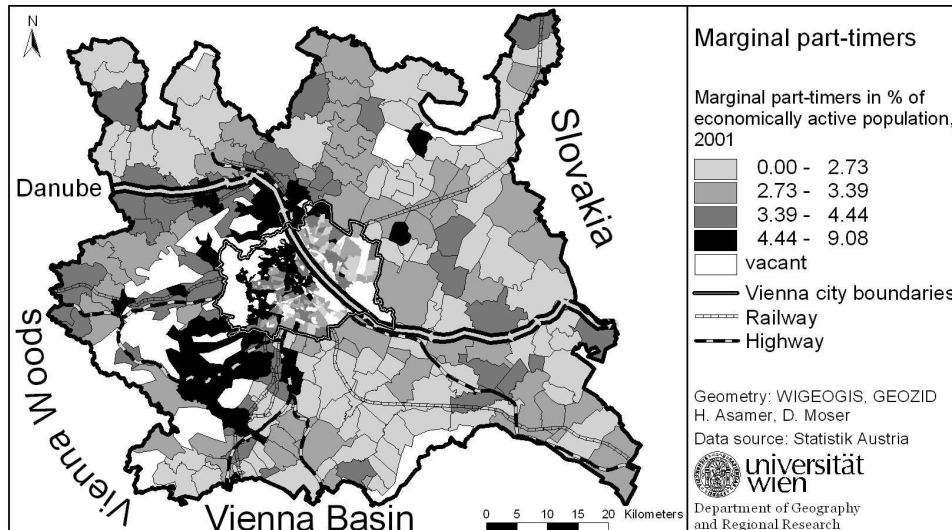 N
Danube
Slovakia
Vienna Woods
Vienna Basin
0 5 10 15 20 Kilometers
Marginal part-timers
Marginal part-timers in % of
economically active population,
2001
0.00 - 2.73
2.73 - 3.39
3.39 - 4.44
4.44 - 9.08
vacant
Vienna city boundaries
Railway
Highway
Geometry: WIGEOGIS, GEOZID
H. Asamer, D. Moser
Data source: Statistik Austria
universität
wien
Department of Geography
and Regional Research